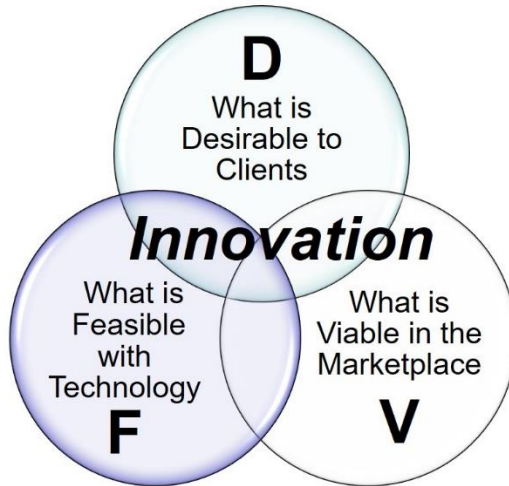 D
What is
Desirable to
Clients
Innovation
What is
Feasible
with
Technology
F
What is
Viable in the
Marketplace
V